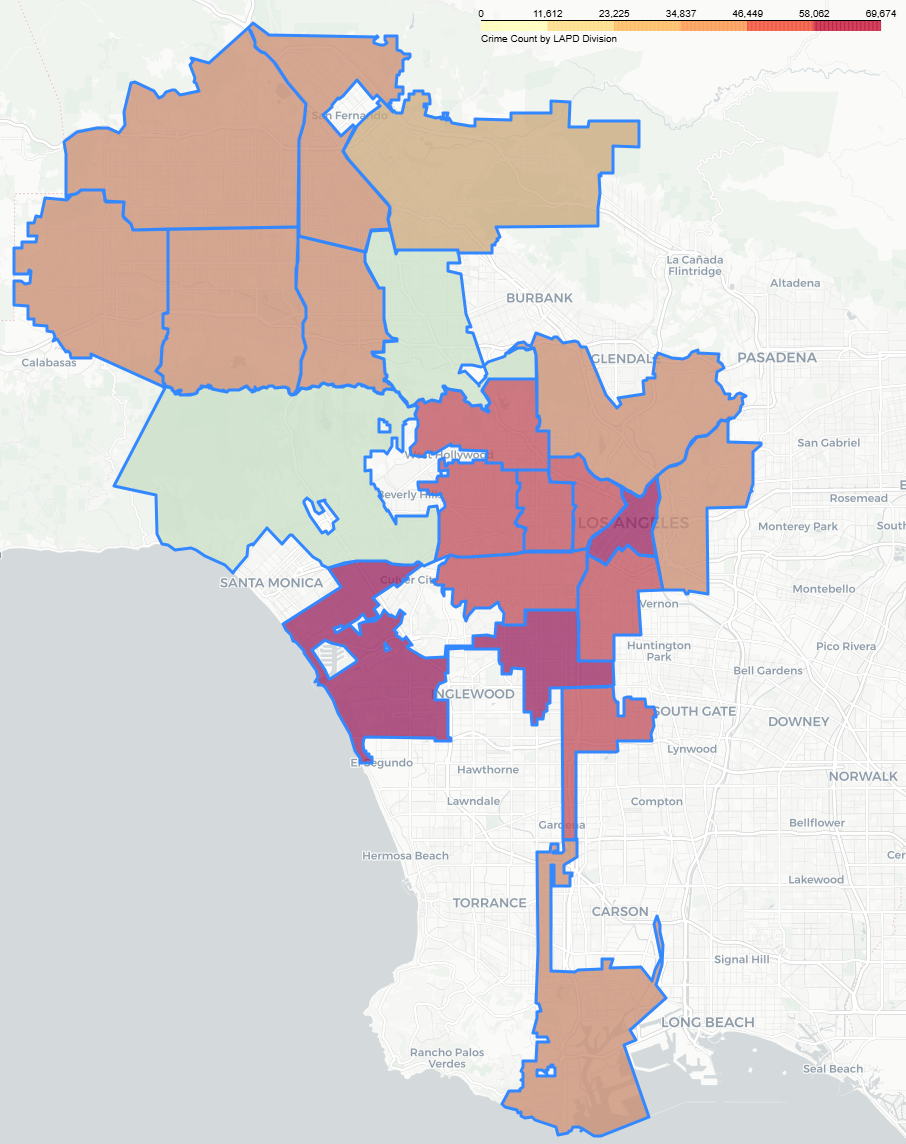 0 11,612 23,225 34,837 46,449 58,062 69,674
Crime Count by LAPD Division
San Fernando
La Cañada
Flintridge
Altadena
BURBANK
Calabasas
GLENDALE
PASADENA
San Gabriel
West Hollywood
Beverly Hills
Rosemead
LOS ANGELES
Monterey Park
South
SANTA MONICA
Culver City
Montebello
Vernon
Huntington
Park
Pico Rivera
Bell Gardens
INGLEWOOD
SOUTH GATE
DOWNEY
El Segundo
Lynwood
Hawthorne
NORWALK
Lawndale
Compton
Gardena
Bellflower
Hermosa Beach
Cer
Lakewood
TORRANCE
CARSON
Signal Hill
LONG BEACH
Rancho Palos
Verdes
Seal Beach